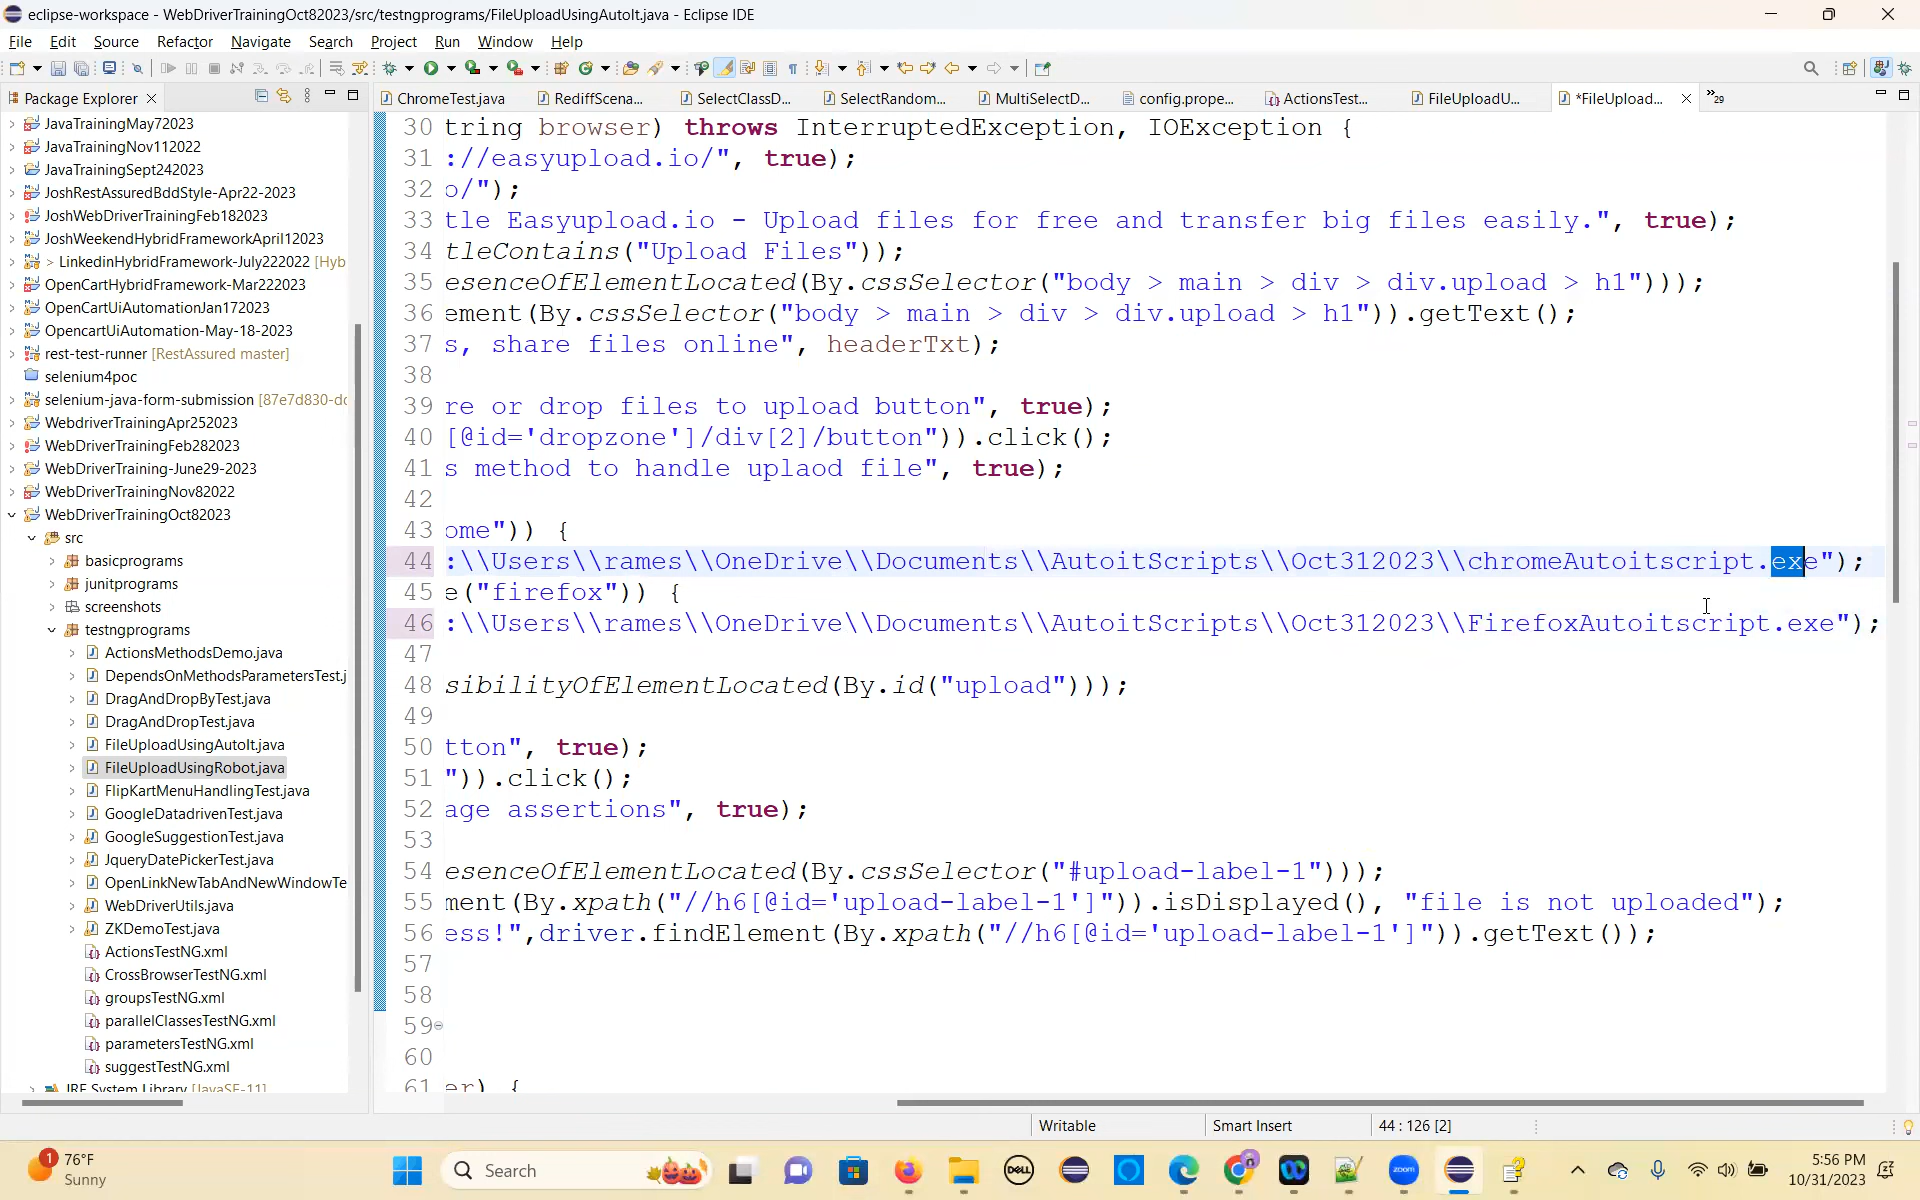 eclipse-workspace - WebDriverTrainingOct82023/src/testngprograms/FileUploadUsingAutoIt.java - Eclipse IDE
File Edit Source Refactor Navigate Search Project Run Window Help
Package Explorer
ChromeTest.java RediffScena... SelectClassD... SelectRandom... MultiSelectD... config.prope... ActionsTest... FileUploadU... *FileUpload... »29
JavaTrainingMay72023
JavaTrainingNov112022
JavaTrainingSept242023
JoshRestAssuredBddStyle-Apr22-2023
JoshWebDriverTrainingFeb182023
JoshWeekendHybridFrameworkApril12023
> LinkedinHybridFramework-July222022 [Hyb
OpenCartHybridFramework-Mar222023
OpenCartUiAutomationJan172023
OpencartUiAutomation-May-18-2023
rest-test-runner [RestAssured master]
selenium4poc
selenium-java-form-submission [87e7d830-dc
WebdriverTrainingApr252023
WebDriverTrainingFeb282023
WebDriverTraining-June29-2023
WebDriverTrainingNov82022
WebDriverTrainingOct82023
src
basicprograms
junitprograms
screenshots
testngprograms
ActionsMethodsDemo.java
DependsOnMethodsParametersTest.j
DragAndDropByTest.java
DragAndDropTest.java
FileUploadUsingAutoIt.java
FileUploadUsingRobot.java
FlipKartMenuHandlingTest.java
GoogleDatadrivenTest.java
GoogleSuggestionTest.java
JqueryDatePickerTest.java
OpenLinkNewTabAndNewWindowTe
WebDriverUtils.java
ZKDemoTest.java
ActionsTestNG.xml
CrossBrowserTestNG.xml
groupsTestNG.xml
parallelClassesTestNG.xml
parametersTestNG.xml
suggestTestNG.xml
JRE System Library [JavaSE-11]
30 tring browser) throws InterruptedException, IOException {
31 ://easyupload.io/", true);
32 o/");
33 tle Easyupload.io - Upload files for free and transfer big files easily.", true);
34 tleContains("Upload Files"));
35 esenceOfElementLocated(By.cssSelector("body > main > div > div.upload > h1")));
36 ement(By.cssSelector("body > main > div > div.upload > h1")).getText();
37 s, share files online", headerTxt);
38
39 re or drop files to upload button", true);
40 [@id='dropzone']/div[2]/button")).click();
41 s method to handle uplaod file", true);
42
43 ome")) {
44 :\\Users\\rames\\OneDrive\\Documents\\AutoitScripts\\Oct312023\\chromeAutoitscript.exe");
45 e("firefox")) {
46 :\\Users\\rames\\OneDrive\\Documents\\AutoitScripts\\Oct312023\\FirefoxAutoitscript.exe");
47
48 sibilityOfElementLocated(By.id("upload")));
49
50 tton", true);
51 ")).click();
52 age assertions", true);
53
54 esenceOfElementLocated(By.cssSelector("#upload-label-1")));
55 ment(By.xpath("//h6[@id='upload-label-1']")).isDisplayed(), "file is not uploaded");
56 ess!",driver.findElement(By.xpath("//h6[@id='upload-label-1']")).getText());
57
58
59
60
61 er) {
Writable Smart Insert 44 : 126 [2]
1 76°F
Sunny
Search
DELL
zoom
5:56 PM
10/31/2023